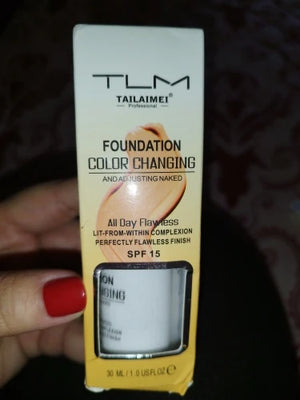 TLM
TAILAIMEI®
Professional
FOUNDATION
COLOR CHANGING
AND ADJUSTING NAKED
All Day Flawless
LIT-FROM-WITHIN COMPLEXION
PERFECTLY FLAWLESS FINISH
SPF 15
ION
ANGING
30 ML / 1.0 US FL.OZ e